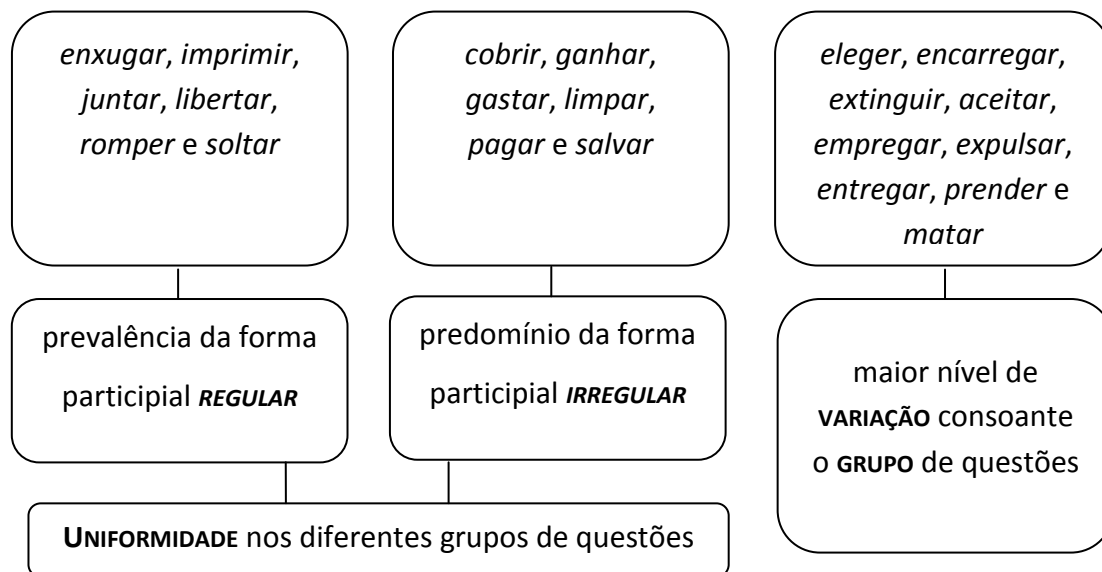 enxugar, imprimir,
juntar, libertar,
romper e soltar
cobrir, ganhar,
gastar, limpar,
pagar e salvar
eleger, encarregar,
extinguir, aceitar,
empregar, expulsar,
entregar, prender e
matar
prevalência da forma
participial REGULAR
predomínio da forma
participial IRREGULAR
maior nível de
VARIAÇÃO consoante
o GRUPO de questões
UNIFORMIDADE nos diferentes grupos de questões